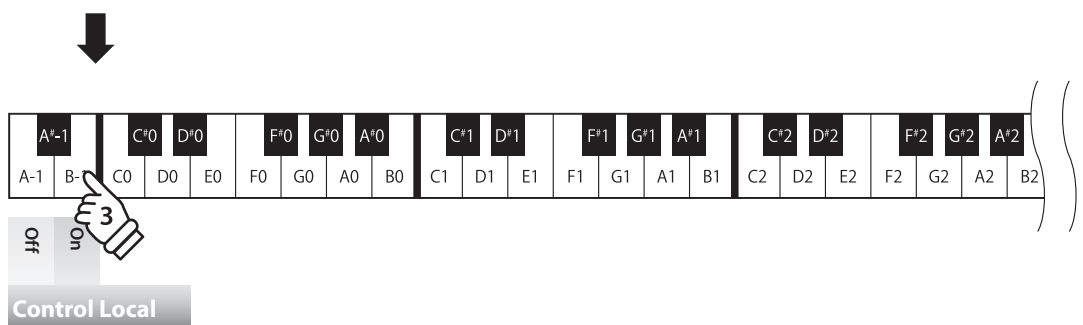 A#-1 C#0 D#0 F#0 G#0 A#0 C#1 D#1 F#1 G#1 A#1 C#2 D#2 F#2 G#2 A#2
A-1 B- C0 D0 E0 F0 G0 A0 B0 C1 D1 E1 F1 G1 A1 B1 C2 D2 E2 F2 G2 A2 B2
3
Off On
Control Local